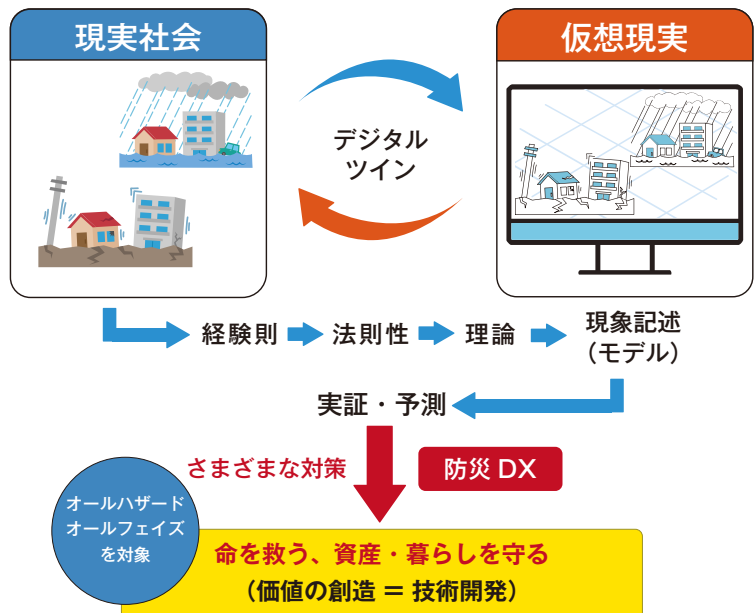 現実社会
仮想現実
デジタル
ツイン
経験則
法則性
理論
現象記述
（モデル）
実証・予測
さまざまな対策
防災 DX
オールハザード
オールフェイズ
を対象
命を救う、資産・暮らしを守る
（価値の創造 ＝ 技術開発）